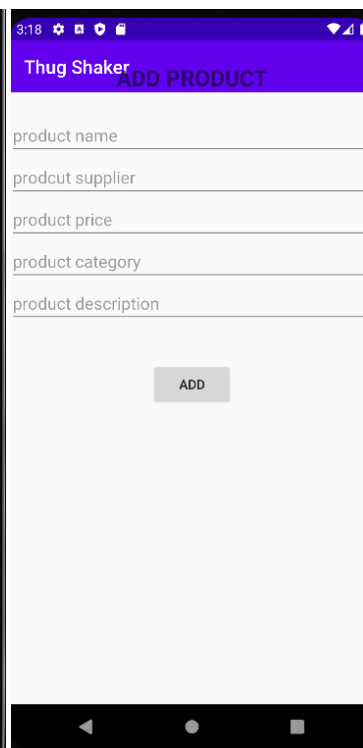 3:18
Thug Shaker
ADD PRODUCT
product name
prodcut supplier
product price
product category
product description
ADD